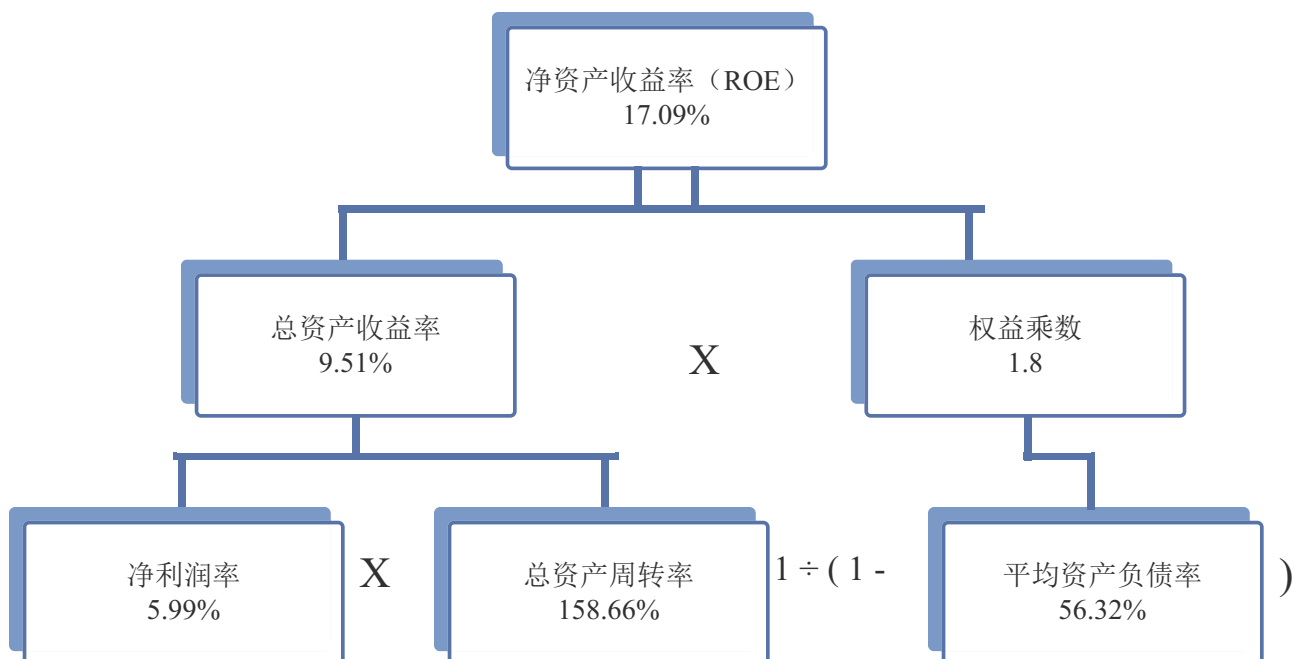 净资产收益率（ROE）
17.09%
总资产收益率
9.51%
X
权益乘数
1.8
净利润率
5.99%
X
总资产周转率
158.66%
1 ÷ ( 1 -
平均资产负债率
56.32%
)